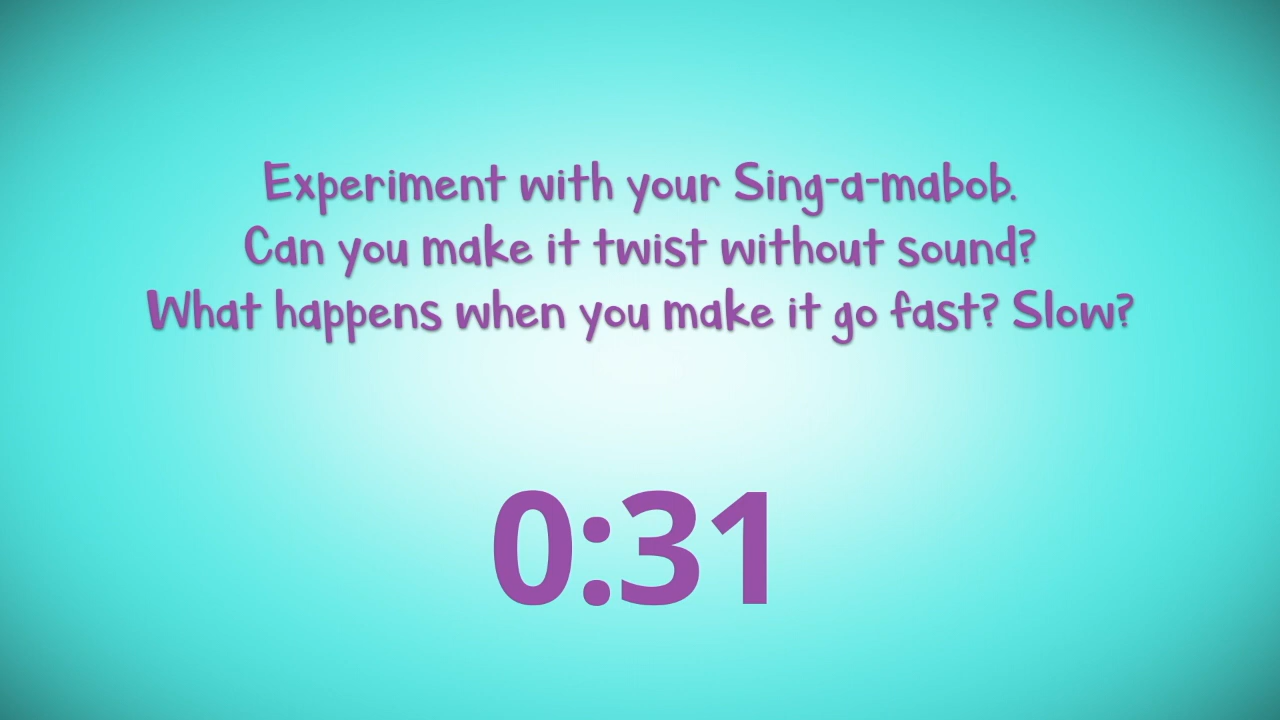 Experiment with your Sing-a-mabob.
Can you make it twist without sound?
What happens when you make it go fast? Slow?
0:31